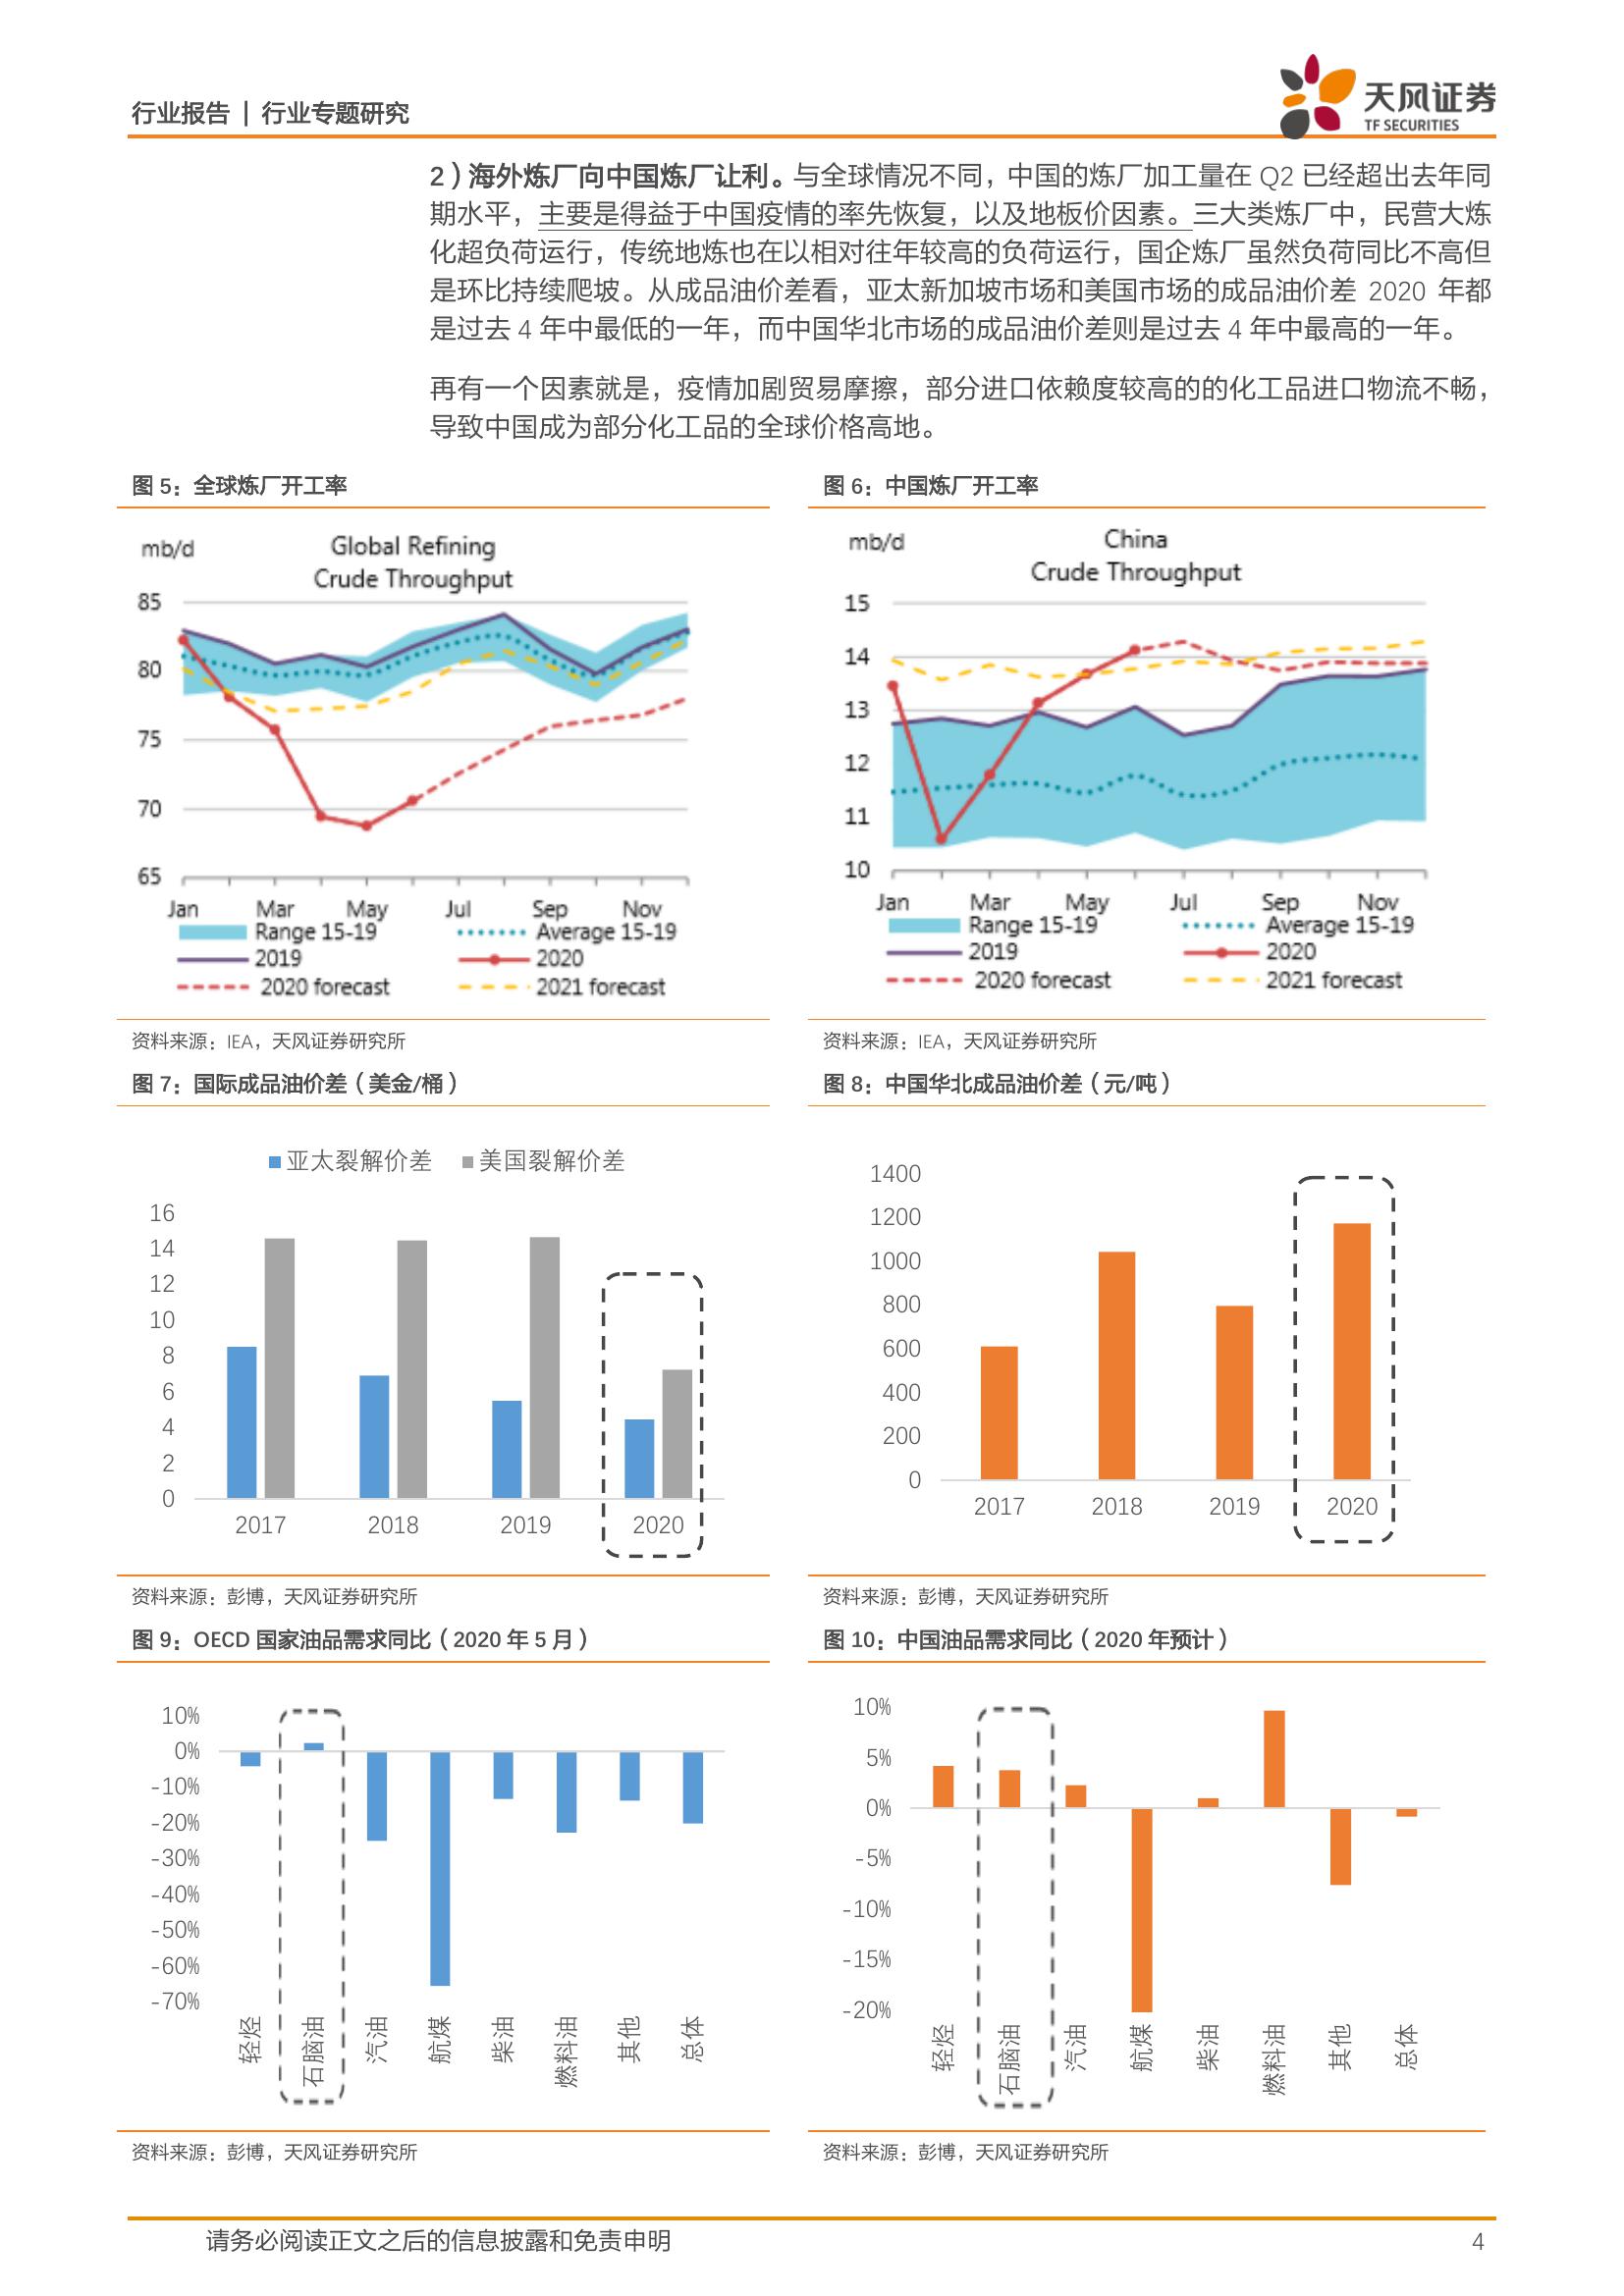 行业报告 | 行业专题研究
天风证券
TF SECURITIES
2）海外炼厂向中国炼厂让利。与全球情况不同，中国的炼厂加工量在 Q2 已经超出去年同
期水平，主要是得益于中国疫情的率先恢复，以及地板价因素。三大类炼厂中，民营大炼
化超负荷运行，传统地炼也在以相对往年较高的负荷运行，国企炼厂虽然负荷同比不高但
是环比持续爬坡。从成品油价差看，亚太新加坡市场和美国市场的成品油价差 2020 年都
是过去 4 年中最低的一年，而中国华北市场的成品油价差则是过去 4 年中最高的一年。
再有一个因素就是，疫情加剧贸易摩擦，部分进口依赖度较高的的化工品进口物流不畅，
导致中国成为部分化工品的全球价格高地。
图 5：全球炼厂开工率
mb/d
Global Refining
Crude Throughput
85
80
75
70
65
Jan Mar May Jul Sep Nov
Range 15-19 Average 15-19
2019 2020
2020 forecast 2021 forecast
资料来源：IEA，天风证券研究所
图 6：中国炼厂开工率
mb/d
China
Crude Throughput
15
14
13
12
11
10
Jan Mar May Jul Sep Nov
Range 15-19 Average 15-19
2019 2020
2020 forecast 2021 forecast
资料来源：IEA，天风证券研究所
图 7：国际成品油价差（美金/桶）
亚太裂解价差 美国裂解价差
16
14
12
10
8
6
4
2
0
2017 2018 2019 2020
资料来源：彭博，天风证券研究所
图 8：中国华北成品油价差（元/吨）
1400
1200
1000
800
600
400
200
0
2017 2018 2019 2020
资料来源：彭博，天风证券研究所
图 9：OECD 国家油品需求同比（2020 年 5 月）
10%
0%
-10%
-20%
-30%
-40%
-50%
-60%
-70%
轻烃 石脑油 汽油 航煤 柴油 燃料油 其他 总体
资料来源：彭博，天风证券研究所
图 10：中国油品需求同比（2020 年预计）
10%
5%
0%
-5%
-10%
-15%
-20%
轻烃 石脑油 汽油 航煤 柴油 燃料油 其他 总体
资料来源：彭博，天风证券研究所
请务必阅读正文之后的信息披露和免责申明
4